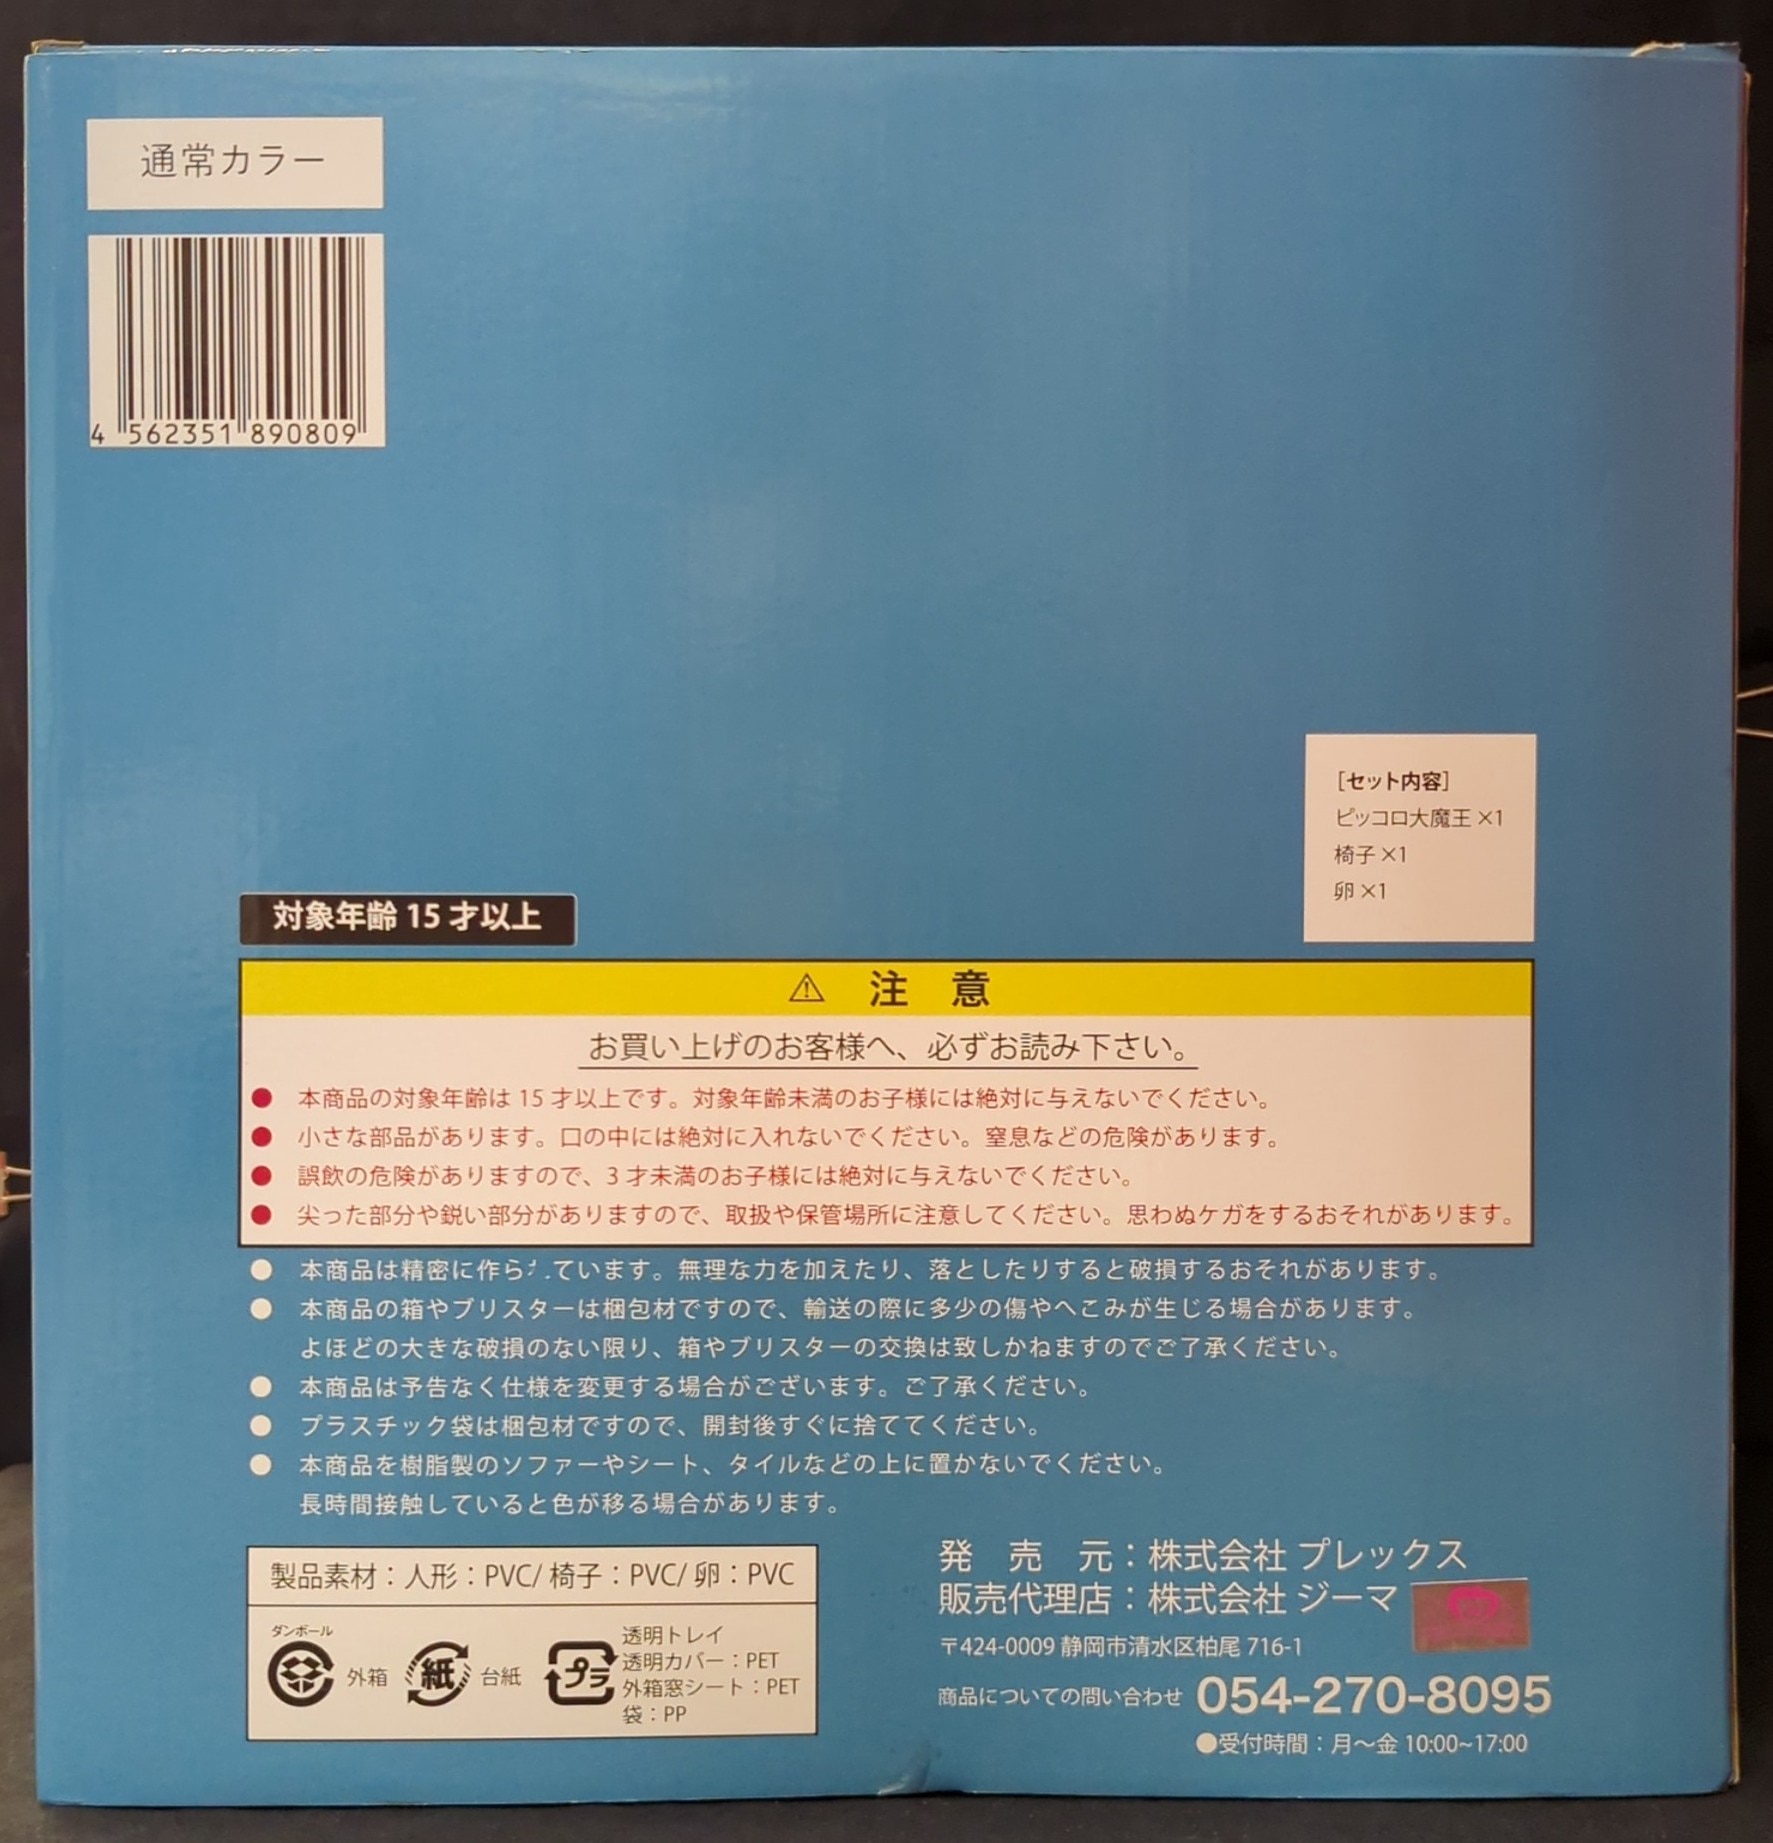 通常カラー
4 562351 890809
[セット内容]
ピッコロ大魔王×1
椅子×1
卵×1
対象年齢 15 才以上
⚠ 注 意
お買い上げのお客様へ、必ずお読み下さい。
● 本商品の対象年齢は 15 才以上です。対象年齢未満のお子様には絶対に与えないでください。
● 小さな部品があります。口の中には絶対に入れないでください。窒息などの危険があります。
● 誤飲の危険がありますので、3 才未満のお子様には絶対に与えないでください。
● 尖った部分や鋭い部分がありますので、取扱や保管場所に注意してください。思わぬケガをするおそれがあります。
● 本商品は精密に作ら ています。無理な力を加えたり、落としたりすると破損するおそれがあります。
● 本商品の箱やブリスターは梱包材ですので、輸送の際に多少の傷やへこみが生じる場合があります。
よほどの大きな破損のない限り、箱やブリスターの交換は致しかねますのでご了承ください。
● 本商品は予告なく仕様を変更する場合がございます。ご了承ください。
● プラスチック袋は梱包材ですので、開封後すぐに捨ててください。
● 本商品を樹脂製のソファーやシート、タイルなどの上に置かないでください。
長時間接触していると色が移る場合があります。
製品素材：人形：PVC/ 椅子：PVC/ 卵：PVC
ダンボール
外箱
紙
台紙
プラ
透明トレイ
透明カバー：PET
外箱窓シート：PET
袋：PP
発 売 元：株式会社 プレックス
販売代理店：株式会社 ジーマ
〒424-0009 静岡市清水区柏尾 716-1
商品についての問い合わせ 054-270-8095
●受付時間：月〜金 10:00~17:00